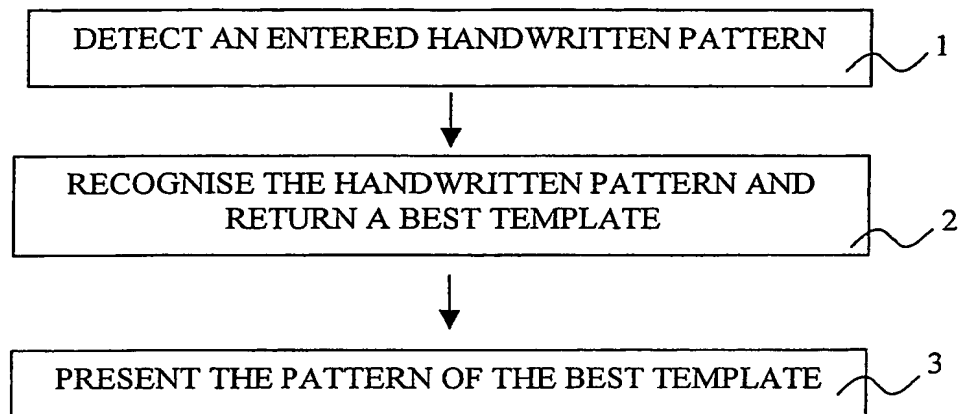 DETECT AN ENTERED HANDWRITTEN PATTERN
1
RECOGNISE THE HANDWRITTEN PATTERN AND
RETURN A BEST TEMPLATE
2
PRESENT THE PATTERN OF THE BEST TEMPLATE
3